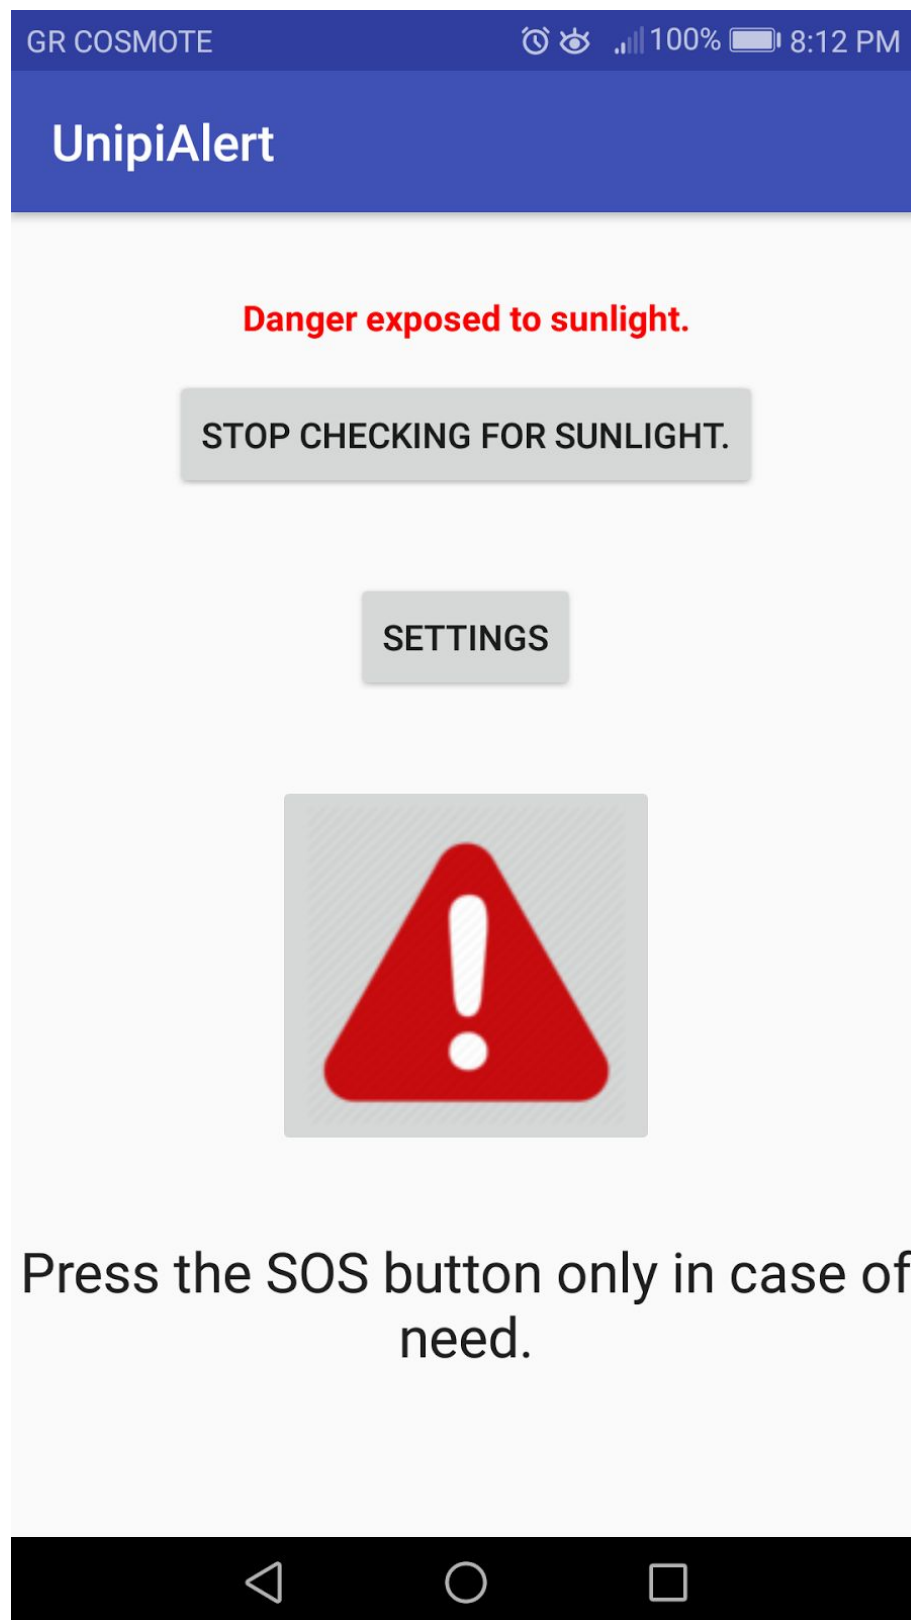 GR COSMOTE 100% 8:12 PM
UnipiAlert
Danger exposed to sunlight.
STOP CHECKING FOR SUNLIGHT.
SETTINGS
Press the SOS button only in case of
need.